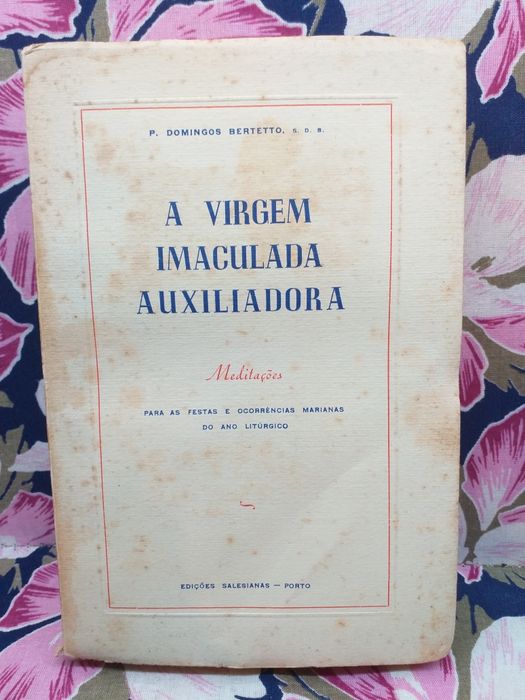 P. DOMINGOS BERTETTO, S. D. B.
A VIRGEM
IMACULADA
AUXILIADORA
Meditações
PARA AS FESTAS E OCORRÊNCIAS MARIANAS
DO ANO LITÚRGICO
EDIÇÕES SALESIANAS — PORTO